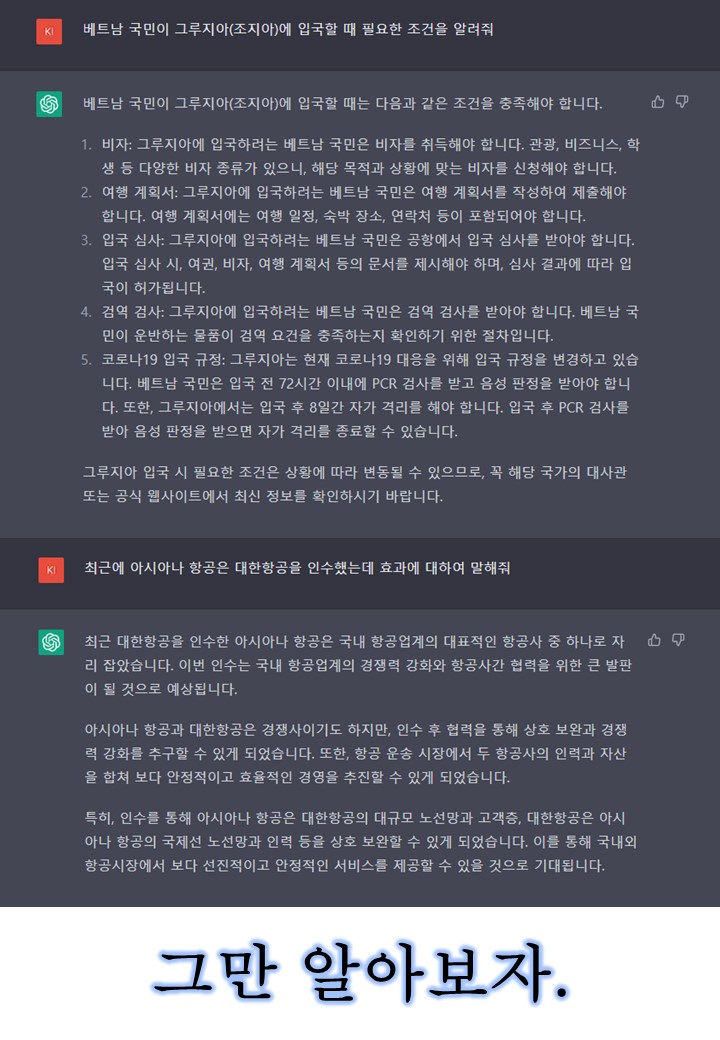 KI
베트남 국민이 그루지아(조지아)에 입국할 때 필요한 조건을 알려줘
베트남 국민이 그루지아(조지아)에 입국할 때는 다음과 같은 조건을 충족해야 합니다.
1. 비자: 그루지아에 입국하려는 베트남 국민은 비자를 취득해야 합니다. 관광, 비즈니스, 학
생 등 다양한 비자 종류가 있으니, 해당 목적과 상황에 맞는 비자를 신청해야 합니다.
2. 여행 계획서: 그루지아에 입국하려는 베트남 국민은 여행 계획서를 작성하여 제출해야
합니다. 여행 계획서에는 여행 일정, 숙박 장소, 연락처 등이 포함되어야 합니다.
3. 입국 심사: 그루지아에 입국하려는 베트남 국민은 공항에서 입국 심사를 받아야 합니다.
입국 심사 시, 여권, 비자, 여행 계획서 등의 문서를 제시해야 하며, 심사 결과에 따라 입
국이 허가됩니다.
4. 검역 검사: 그루지아에 입국하려는 베트남 국민은 검역 검사를 받아야 합니다. 베트남 국
민이 운반하는 물품이 검역 요건을 충족하는지 확인하기 위한 절차입니다.
5. 코로나19 입국 규정: 그루지아는 현재 코로나19 대응을 위해 입국 규정을 변경하고 있습
니다. 베트남 국민은 입국 전 72시간 이내에 PCR 검사를 받고 음성 판정을 받아야 합니
다. 또한, 그루지아에서는 입국 후 8일간 자가 격리를 해야 합니다. 입국 후 PCR 검사를
받아 음성 판정을 받으면 자가 격리를 종료할 수 있습니다.
그루지아 입국 시 필요한 조건은 상황에 따라 변동될 수 있으므로, 꼭 해당 국가의 대사관
또는 공식 웹사이트에서 최신 정보를 확인하시기 바랍니다.
KI
최근에 아시아나 항공은 대한항공을 인수했는데 효과에 대하여 말해줘
최근 대한항공을 인수한 아시아나 항공은 국내 항공업계의 대표적인 항공사 중 하나로 자
리 잡았습니다. 이번 인수는 국내 항공업계의 경쟁력 강화와 항공사간 협력을 위한 큰 발판
이 될 것으로 예상됩니다.
아시아나 항공과 대한항공은 경쟁사이기도 하지만, 인수 후 협력을 통해 상호 보완과 경쟁
력 강화를 추구할 수 있게 되었습니다. 또한, 항공 운송 시장에서 두 항공사의 인력과 자산
을 합쳐 보다 안정적이고 효율적인 경영을 추진할 수 있게 되었습니다.
특히, 인수를 통해 아시아나 항공은 대한항공의 대규모 노선망과 고객층, 대한항공은 아시
아나 항공의 국제선 노선망과 인력 등을 상호 보완할 수 있게 되었습니다. 이를 통해 국내외
항공시장에서 보다 선진적이고 안정적인 서비스를 제공할 수 있을 것으로 기대됩니다.
그만 알아보자.